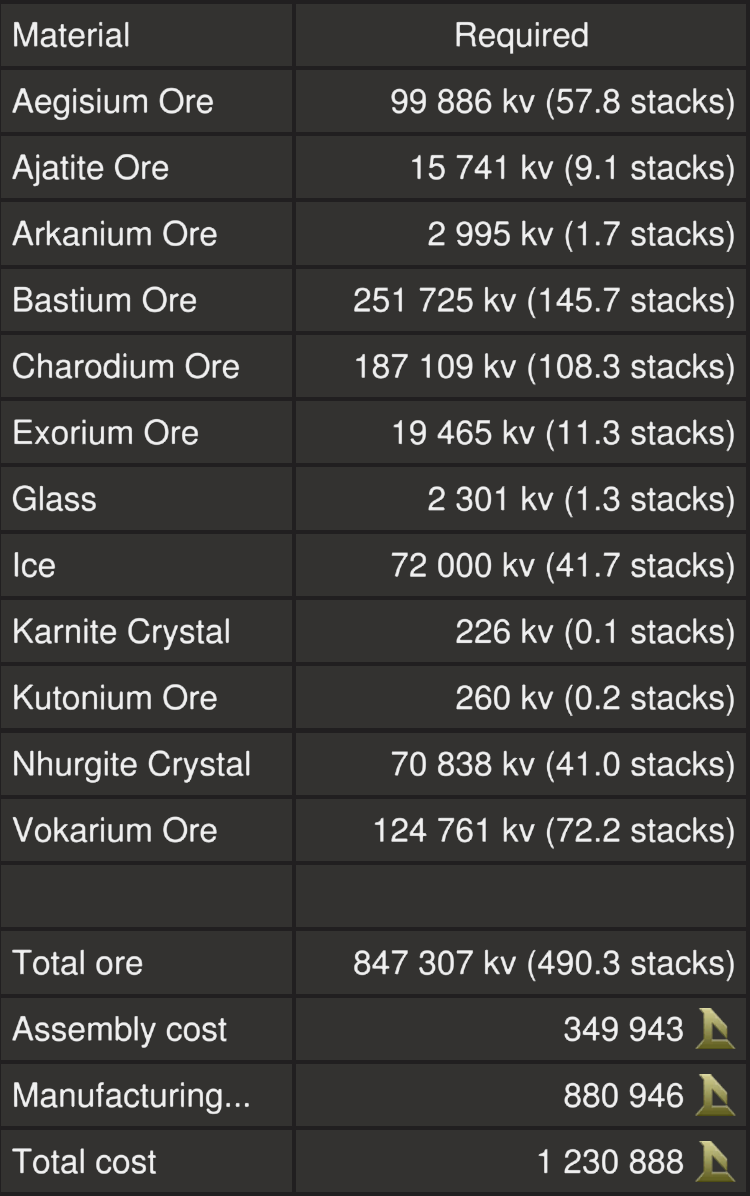 Material Required
Aegisium Ore 99 886 kv (57.8 stacks)
Ajatite Ore 15 741 kv (9.1 stacks)
Arkanium Ore 2 995 kv (1.7 stacks)
Bastium Ore 251 725 kv (145.7 stacks)
Charodium Ore 187 109 kv (108.3 stacks)
Exorium Ore 19 465 kv (11.3 stacks)
Glass 2 301 kv (1.3 stacks)
Ice 72 000 kv (41.7 stacks)
Karnite Crystal 226 kv (0.1 stacks)
Kutonium Ore 260 kv (0.2 stacks)
Nhurgite Crystal 70 838 kv (41.0 stacks)
Vokarium Ore 124 761 kv (72.2 stacks)
Total ore 847 307 kv (490.3 stacks)
Assembly cost 349 943
Manufacturing... 880 946
Total cost 1 230 888